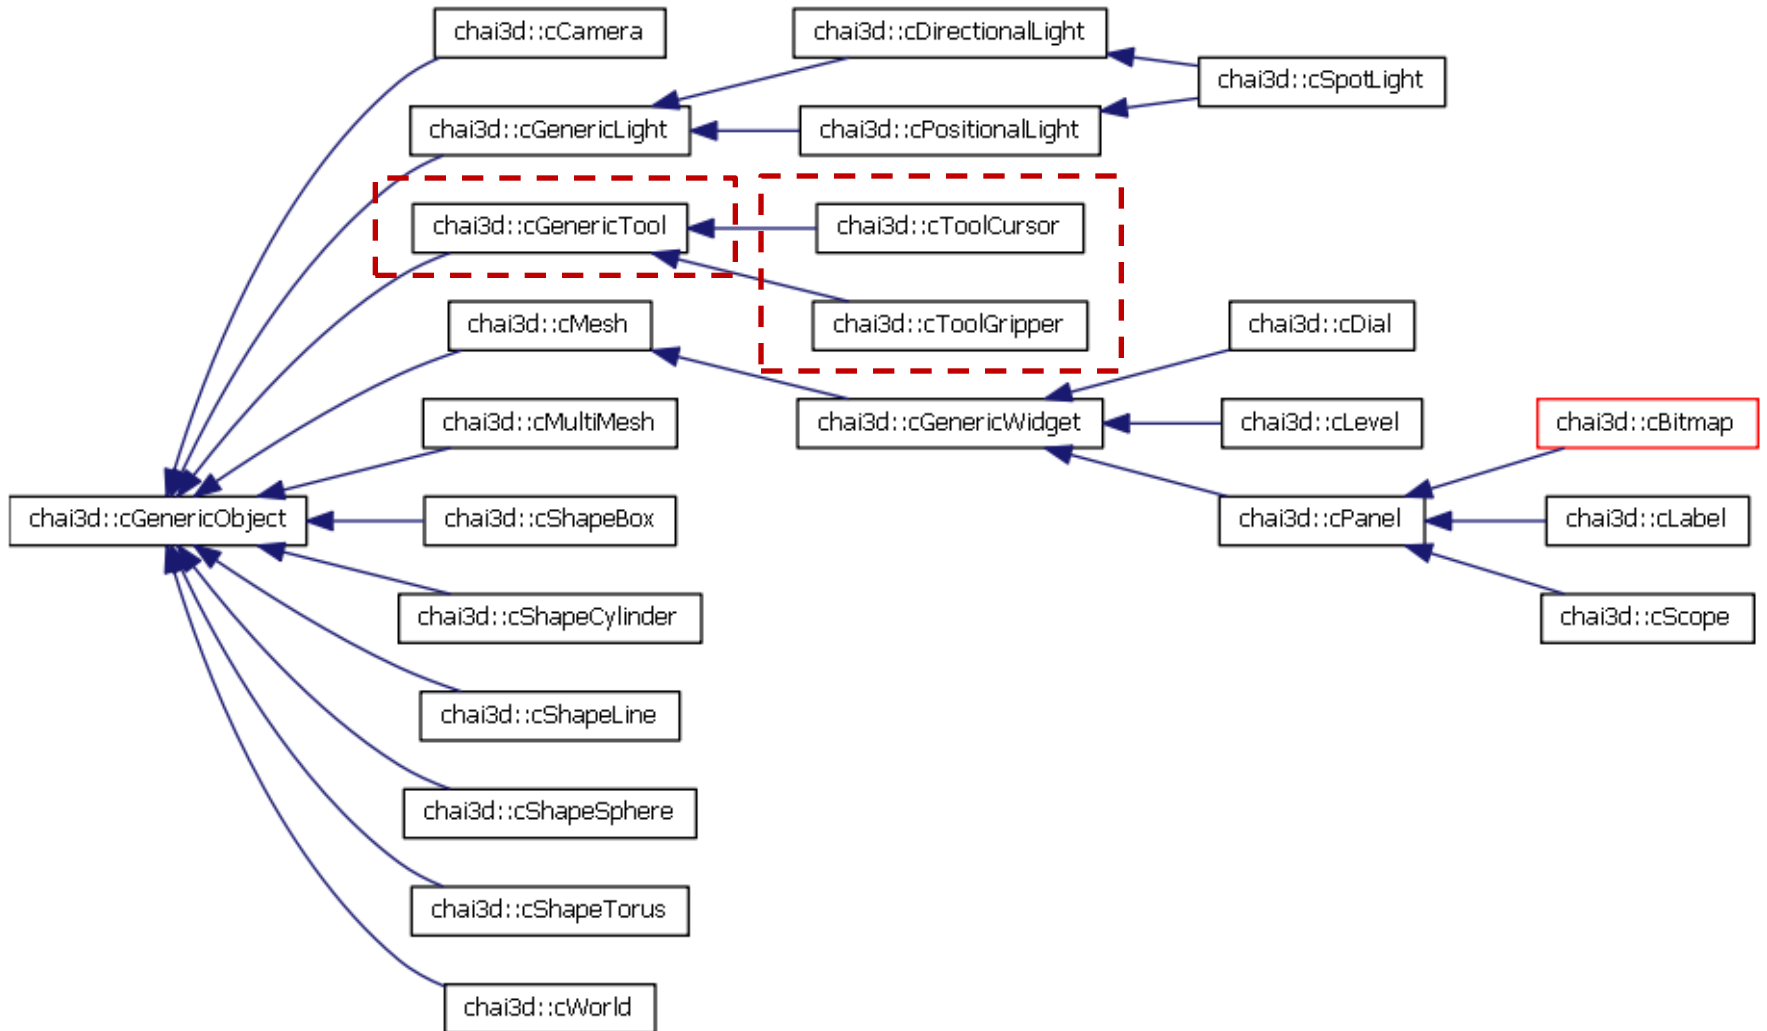 chai3d::cCamera
chai3d::cDirectionalLight
chai3d::cSpotLight
chai3d::cGenericLight
chai3d::cPositionalLight
chai3d::cGenericTool
chai3d::cToolCursor
chai3d::cMesh
chai3d::cToolGripper
chai3d::cDial
chai3d::cMultiMesh
chai3d::cGenericWidget
chai3d::cLevel
chai3d::cBitmap
chai3d::cGenericObject
chai3d::cShapeBox
chai3d::cPanel
chai3d::cLabel
chai3d::cShapeCylinder
chai3d::cScope
chai3d::cShapeLine
chai3d::cShapeSphere
chai3d::cShapeTorus
chai3d::cWorld